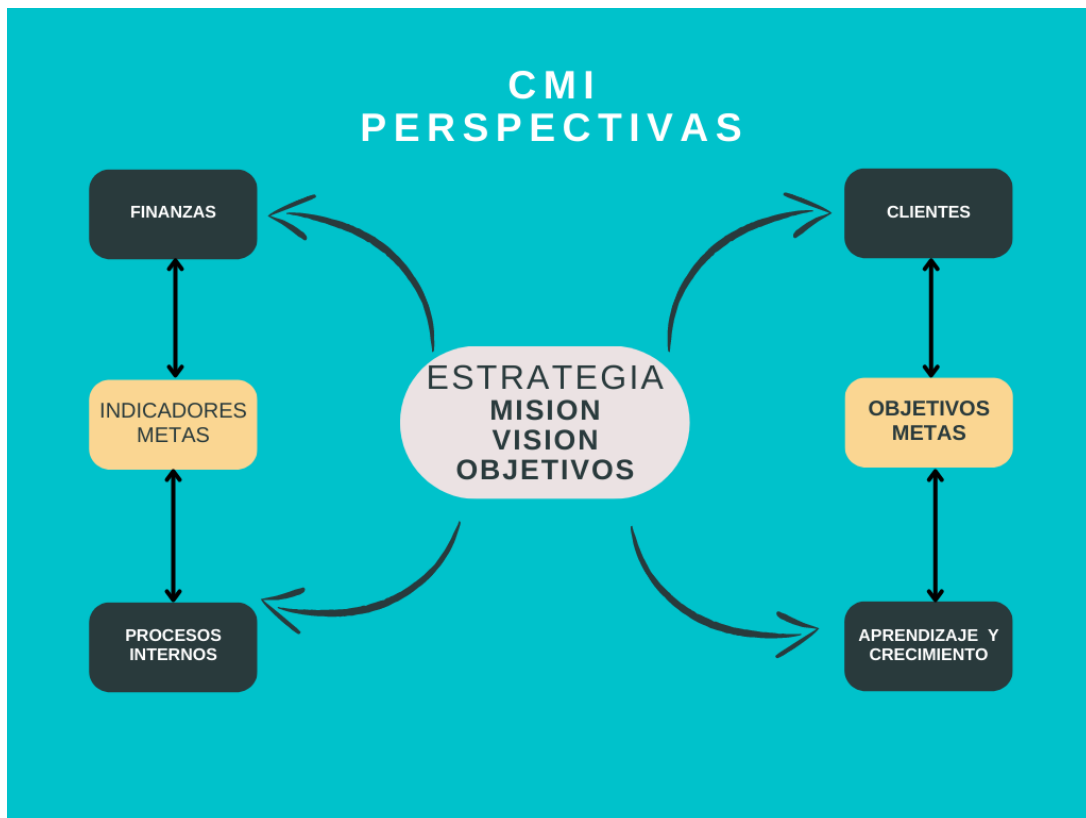 CMI
PERSPECTIVAS
FINANZAS
CLIENTES
INDICADORES
METAS
ESTRATEGIA
MISION
VISION
OBJETIVOS
OBJETIVOS
METAS
PROCESOS
INTERNOS
APRENDIZAJE Y
CRECIMIENTO